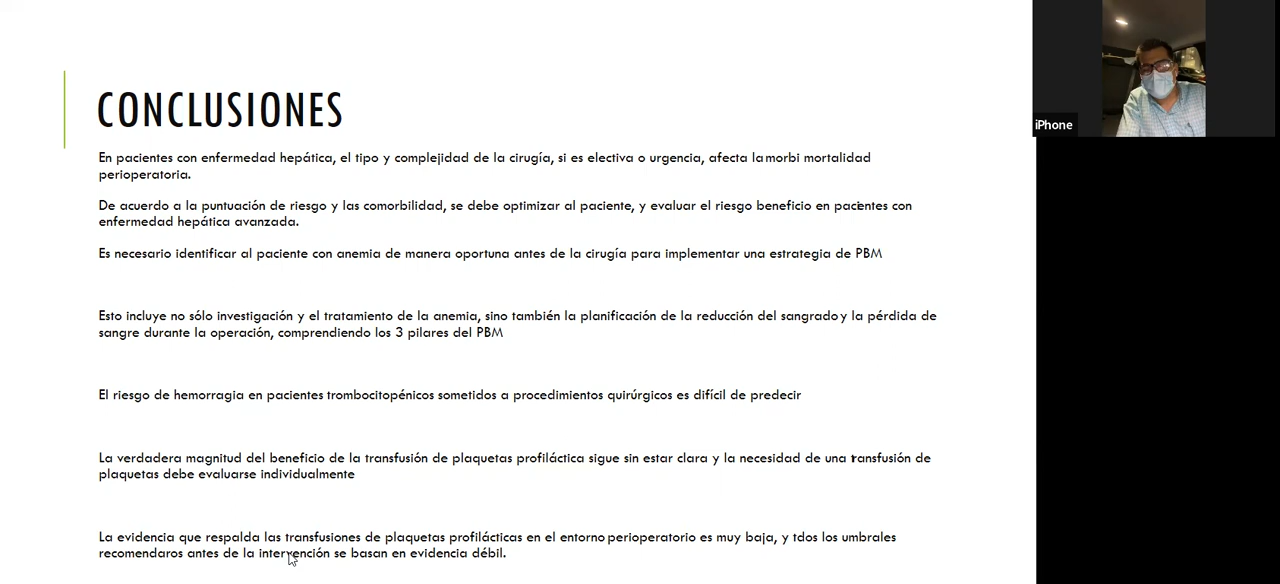 CONCLUSIONES
En pacientes con enfermedad hepática, el tipo y complejidad de la cirugía, si es electiva o urgencia, afecta la morbi mortalidad
perioperatoria.
De acuerdo a la puntuación de riesgo y las comorbilidad, se debe optimizar al paciente, y evaluar el riesgo beneficio en pacientes con
enfermedad hepática avanzada.
Es necesario identificar al paciente con anemia de manera oportuna antes de la cirugía para implementar una estrategia de PBM
Esto incluye no sólo investigación y el tratamiento de la anemia, sino también la planificación de la reducción del sangrado y la pérdida de
sangre durante la operación, comprendiendo los 3 pilares del PBM
El riesgo de hemorragia en pacientes trombocitopénicos sometidos a procedimientos quirúrgicos es difícil de predecir
La verdadera magnitud del beneficio de la transfusión de plaquetas profiláctica sigue sin estar clara y la necesidad de una transfusión de
plaquetas debe evaluarse individualmente
La evidencia que respalda las transfusiones de plaquetas profilácticas en el entorno perioperatorio es muy baja, y tdos los umbrales
recomendaros antes de la intervención se basan en evidencia débil.
iPhone